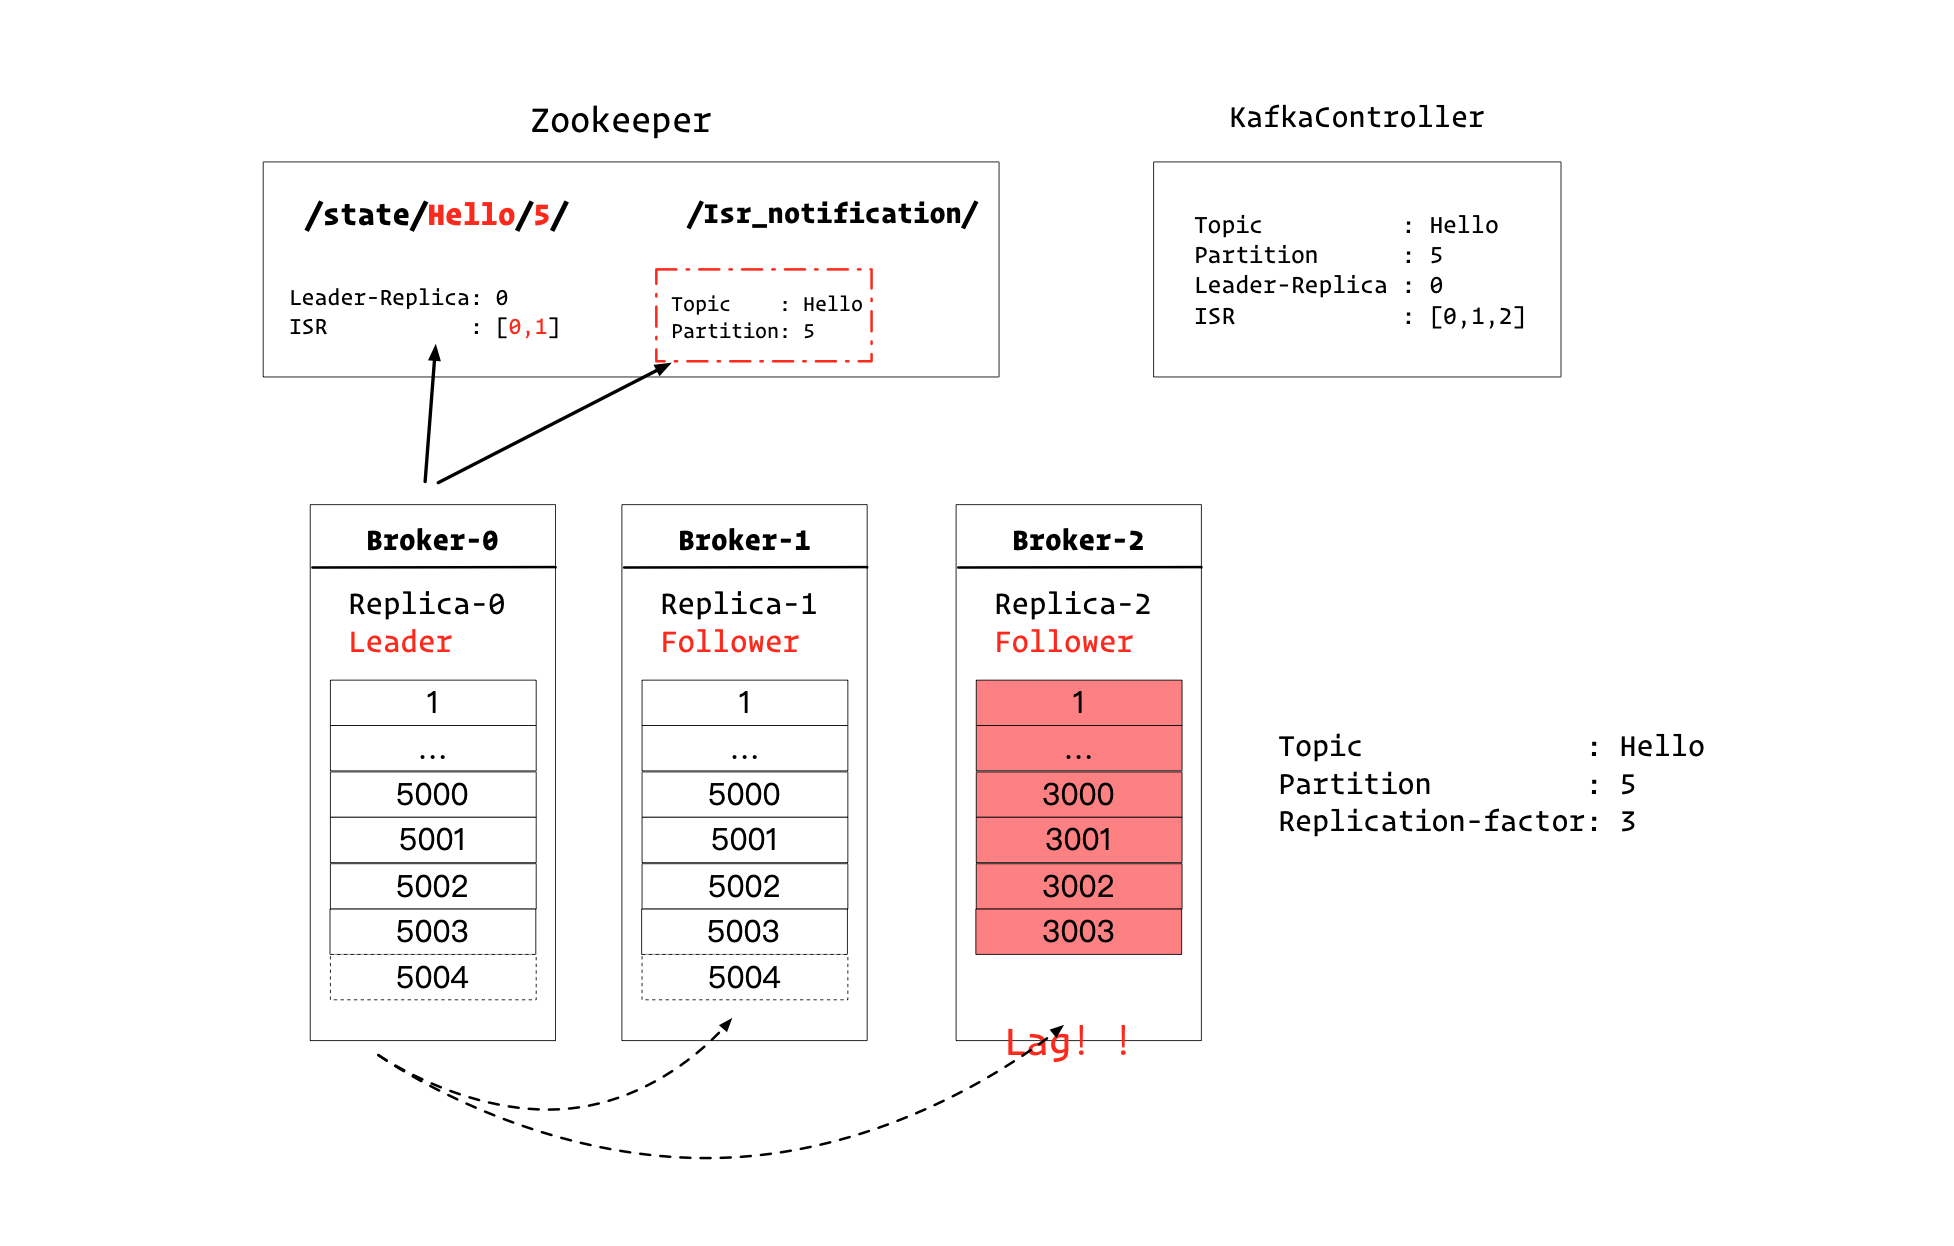 Zookeeper
/state/Hello/5/
Leader-Replica: 0
ISR : [0,1]
/Isr_notification/
Topic : Hello
Partition: 5
KafkaController
Topic : Hello
Partition : 5
Leader-Replica : 0
ISR : [0,1,2]
Broker-0
Replica-0
Leader
1
...
5000
5001
5002
5003
5004
Broker-1
Replica-1
Follower
1
...
5000
5001
5002
5003
5004
Broker-2
Replica-2
Follower
1
...
3000
3001
3002
3003
Lag! !
Topic : Hello
Partition : 5
Replication-factor: 3